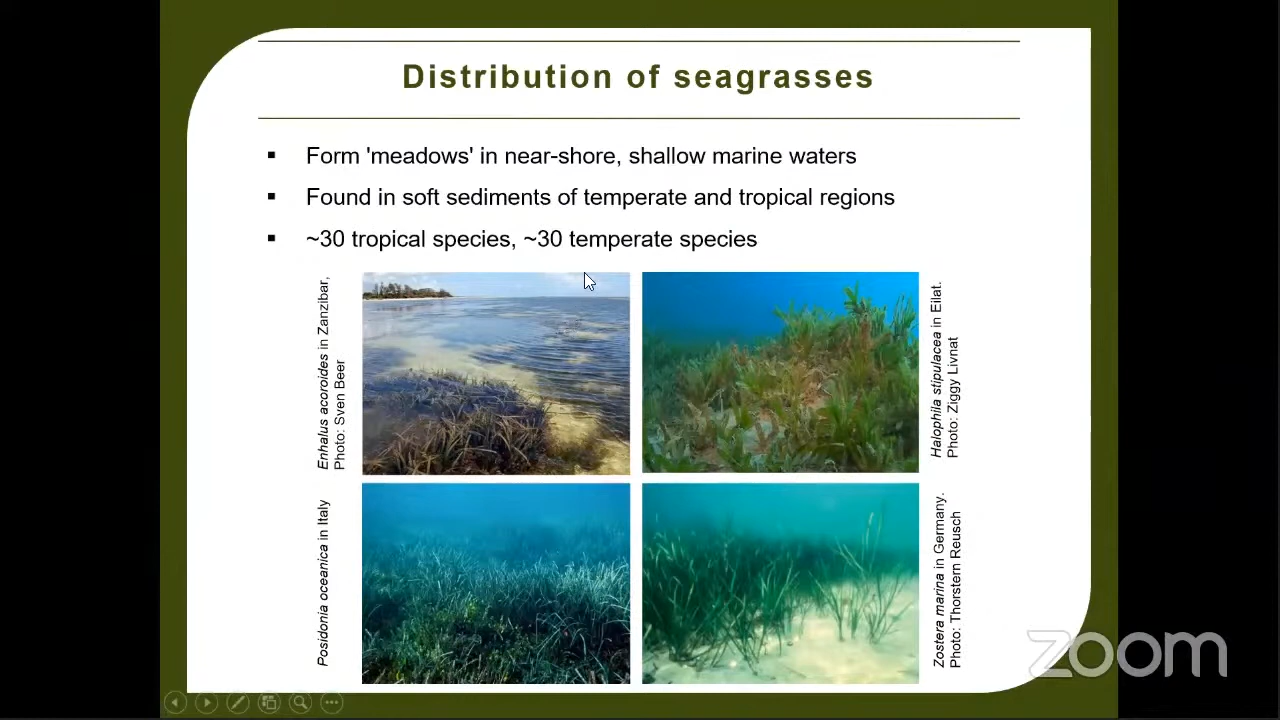 Distribution of seagrasses
Form 'meadows' in near-shore, shallow marine waters
Found in soft sediments of temperate and tropical regions
~30 tropical species, ~30 temperate species
Enhalus acoroides in Zanzibar,
Photo: Sven Beer
Halophila stipulacea in Eilat.
Photo: Ziggy Livnat
Posidonia oceanica in Italy
Zostera marina in Germany.
Photo: Thorstern Reusch
zoom